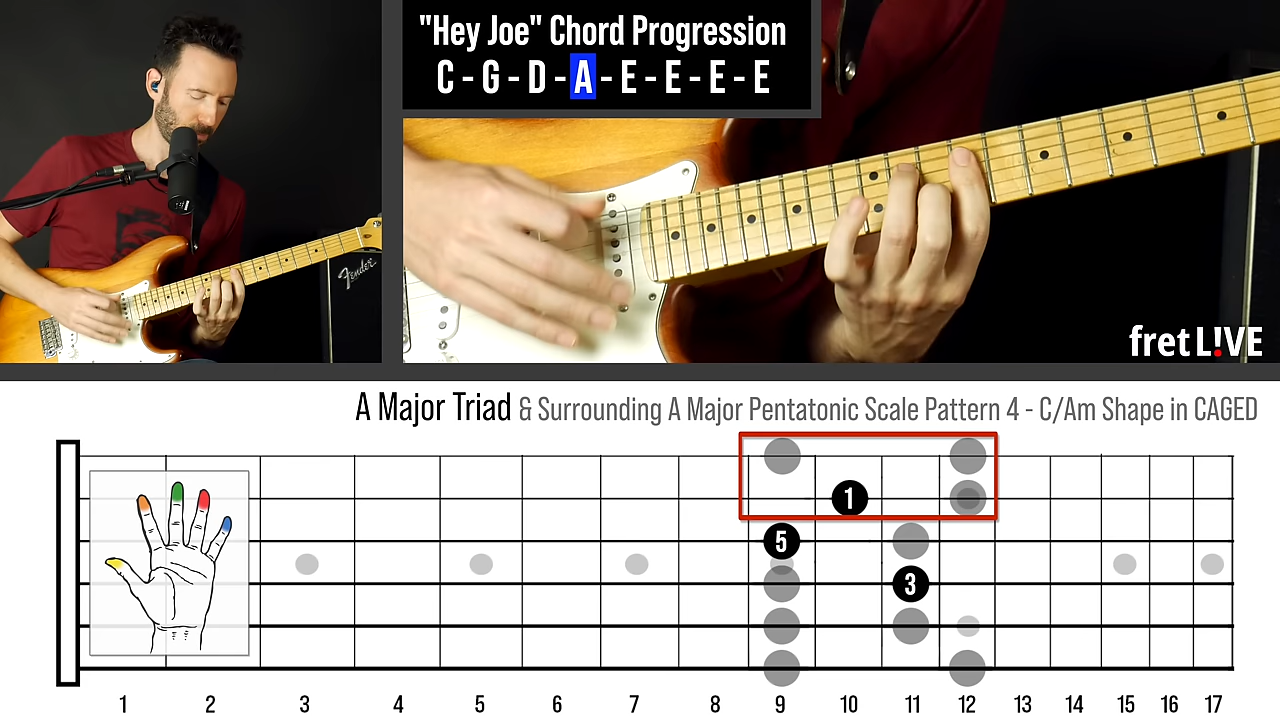 "Hey Joe" Chord Progression
C - G - D - A - E - E - E - E
Fender
fret L!VE
A Major Triad & Surrounding A Major Pentatonic Scale Pattern 4 - C/Am Shape in CAGED
1
5
3
1 2 3 4 5 6 7 8 9 10 11 12 13 14 15 16 17